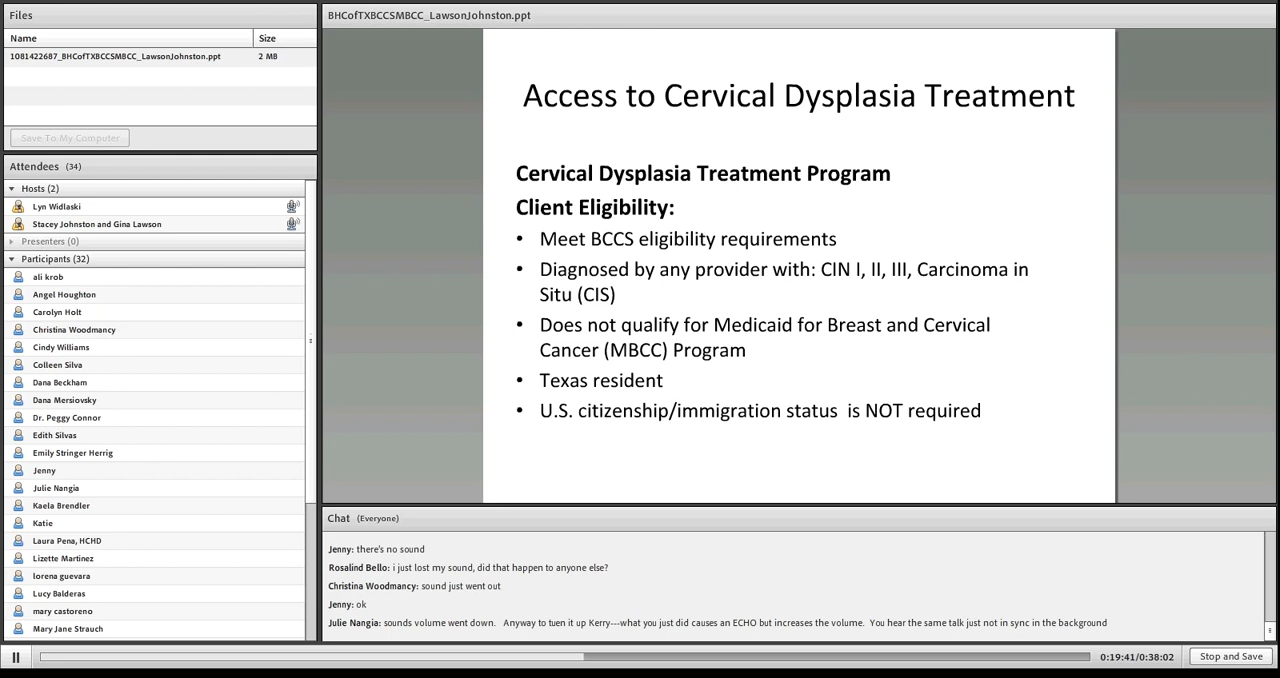 Files
Name Size
1081422687_BHCofTXBCCSMBCC_LawsonJohnston.ppt 2 MB
Save To My Computer
Attendees (34)
Hosts (2)
Lyn Widlaski
Stacey Johnston and Gina Lawson
Presenters (0)
Participants (32)
ali krob
Angel Houghton
Carolyn Holt
Christina Woodmancy
Cindy Williams
Colleen Silva
Dana Beckham
Dana Mersiovsky
Dr. Peggy Connor
Edith Silvas
Emily Stringer Herrig
Jenny
Julie Nangia
Kaela Brendler
Katie
Laura Pena, HCHD
Lizette Martinez
lorena guevara
Lucy Balderas
mary castoreno
Mary Jane Strauch
BHCofTXBCCSMBCC_LawsonJohnston.ppt
Access to Cervical Dysplasia Treatment
Cervical Dysplasia Treatment Program
Client Eligibility:
• Meet BCCS eligibility requirements
• Diagnosed by any provider with: CIN I, II, III, Carcinoma in
Situ (CIS)
• Does not qualify for Medicaid for Breast and Cervical
Cancer (MBCC) Program
• Texas resident
• U.S. citizenship/immigration status is NOT required
Chat (Everyone)
Jenny: there's no sound
Rosalind Bello: i just lost my sound, did that happen to anyone else?
Christina Woodmancy: sound just went out
Jenny: ok
Julie Nangia: sounds volume went down. Anyway to tuen it up Kerry---what you just did causes an ECHO but increases the volume. You hear the same talk just not in sync in the background
0:19:41/0:38:02
Stop and Save